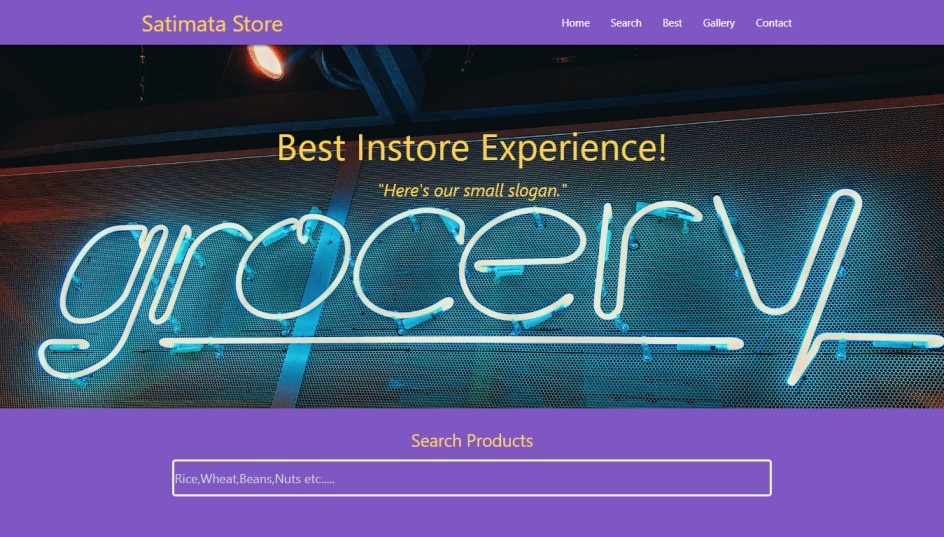 Satimata Store
Home Search Best Gallery Contact
Best Instore Experience!
"Here's our small slogan."
grocery
Search Products
Rice,Wheat,Beans,Nuts etc.....